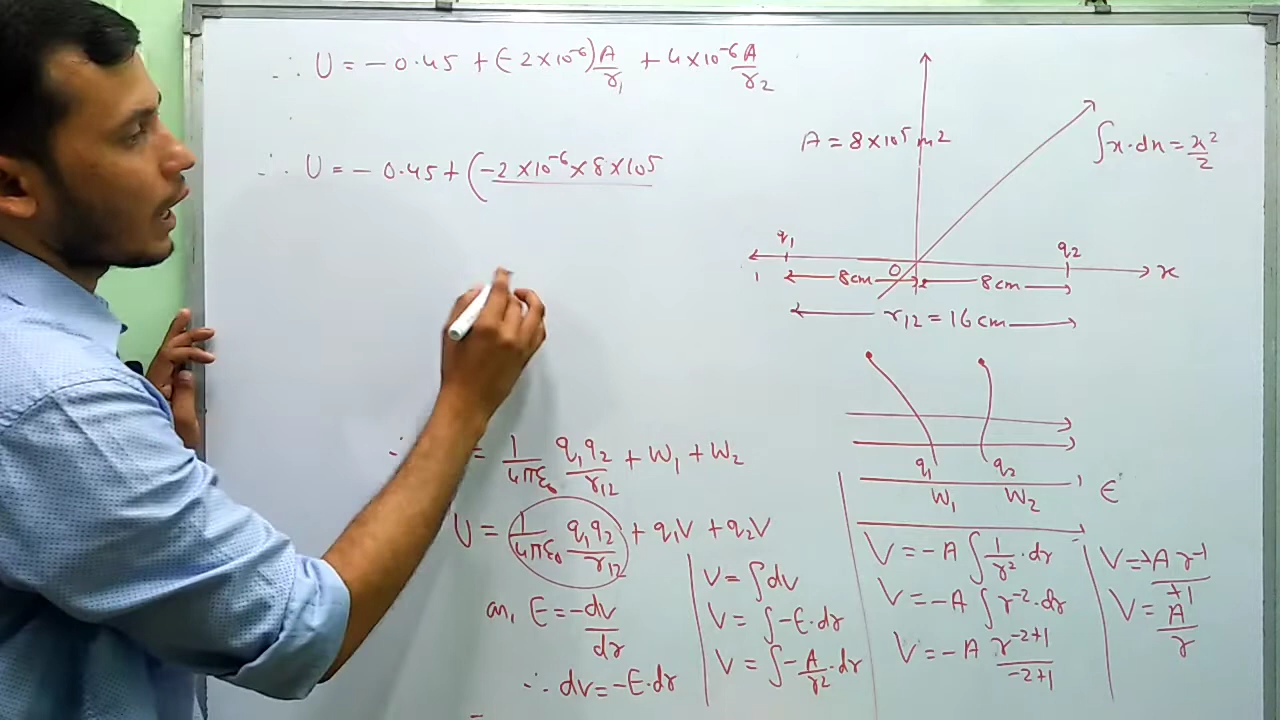 ∴ U = - 0.45 + (-2×10⁻⁶) A/r₁ + 4×10⁻⁶ A/r₂
∴ U = - 0.45 + (-2×10⁻⁶×8×10⁵
A = 8×10⁵ m2
∫x·dx = x²/2
q₁
q₂
0
x
8cm
8cm
r12 = 16cm
q₁ q₂
W₁ W₂
E
∴ = 1/4πε₀ q₁q₂/r₁₂ + W₁ + W₂
U = 1/4πε₀ q₁q₂/r₁₂ + q₁V + q₂V
an, E = -dv/dr
∴ dv = -E·dr
=
V = ∫dv
V = ∫-E·dr
V = ∫-A/r²·dr
V = -A ∫1/r²·dr
V = -A ∫r⁻²·dr
V = -A r⁻²⁺¹/-2+1
V = +A r⁻¹/+1
V = A/r